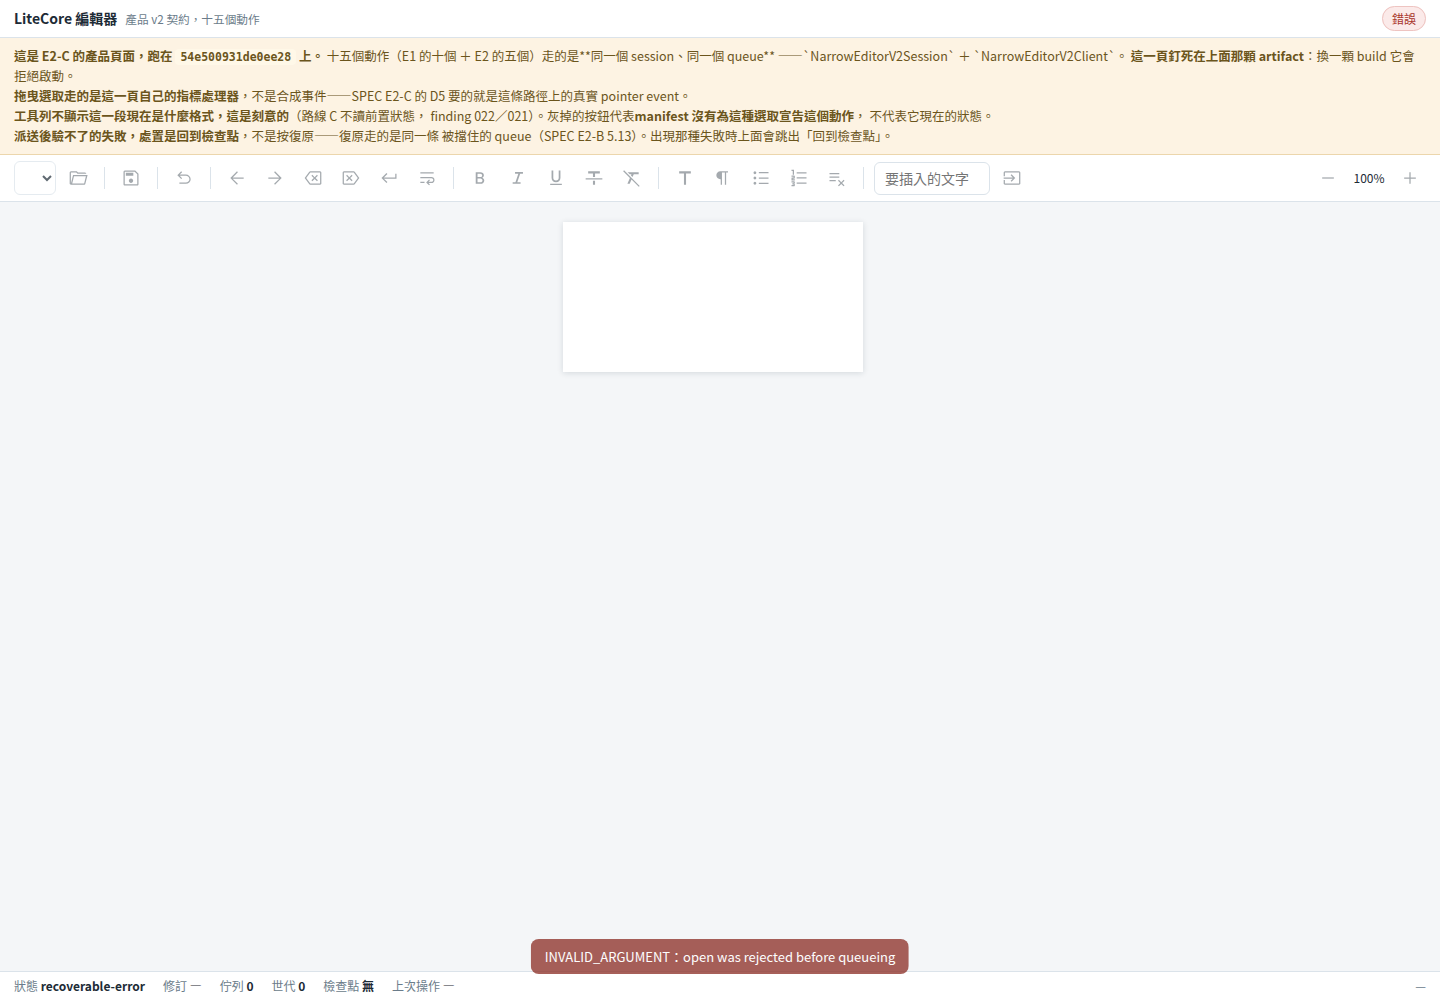 LiteCore 編輯器 產品 v2 契約，十五個動作 錯誤
這是 E2-C 的產品頁面，跑在 54e500931de0ee28 上。 十五個動作（E1 的十個 ＋ E2 的五個）走的是**同一個 session、同一個 queue** ——`NarrowEditorV2Session` ＋ `NarrowEditorV2Client`。 這一頁釘死在上面那顆 artifact：換一顆 build 它會
拒絕啟動。
拖曳選取走的是這一頁自己的指標處理器，不是合成事件——SPEC E2-C 的 D5 要的就是這條路徑上的真實 pointer event。
工具列不顯示這一段現在是什麼格式，這是刻意的（路線 C 不讀前置狀態， finding 022／021）。灰掉的按鈕代表manifest 沒有為這種選取宣告這個動作， 不代表它現在的狀態。
派送後驗不了的失敗，處置是回到檢查點，不是按復原——復原走的是同一條 被擋住的 queue（SPEC E2-B 5.13）。出現那種失敗時上面會跳出「回到檢查點」。
要插入的文字 100%
INVALID_ARGUMENT：open was rejected before queueing
狀態 recoverable-error 修訂 — 佇列 0 世代 0 檢查點 無 上次操作 — —